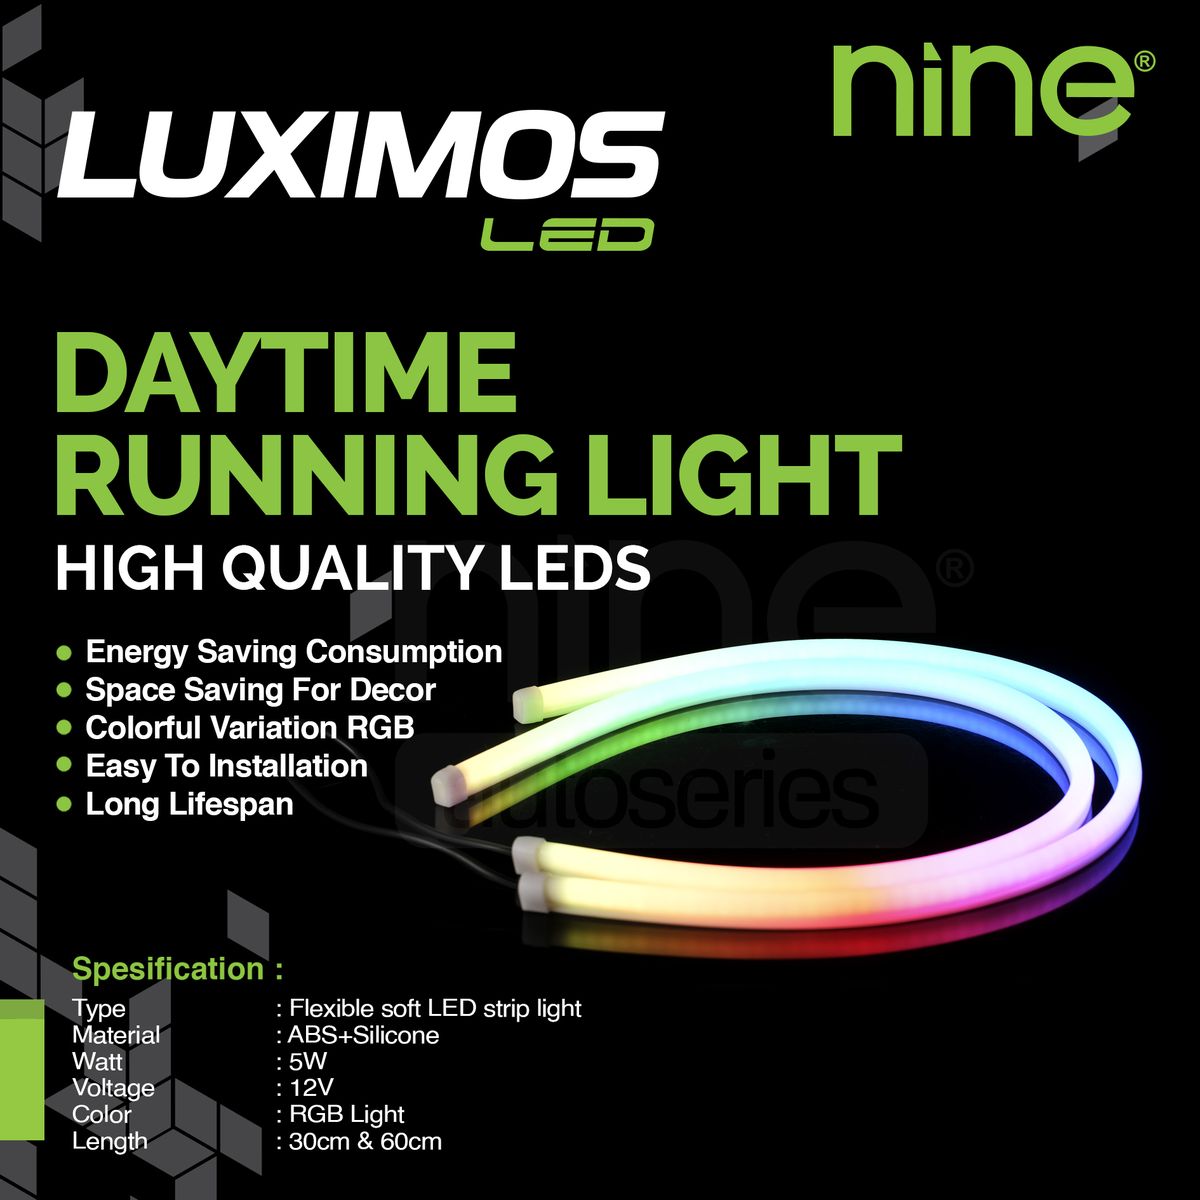 nine®
LUXIMOS
LED
DAYTIME
RUNNING LIGHT
HIGH QUALITY LEDS
nine®
autoseries
Energy Saving Consumption
Space Saving For Decor
Colorful Variation RGB
Easy To Installation
Long Lifespan
Spesification :
Type : Flexible soft LED strip light
Material : ABS+Silicone
Watt : 5W
Voltage : 12V
Color : RGB Light
Length : 30cm & 60cm